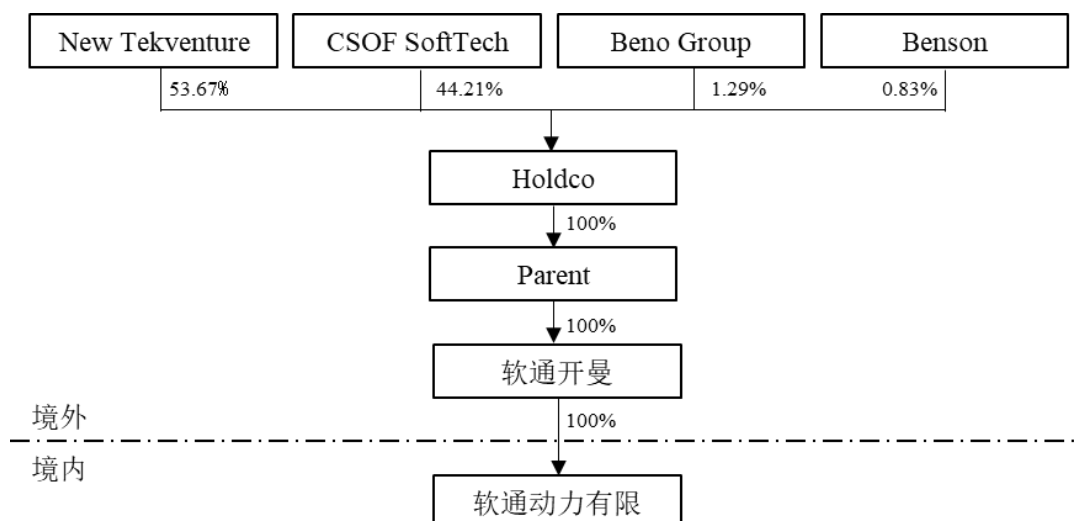 New Tekventure
CSOF SoftTech
Beno Group
Benson
53.67%
44.21%
1.29%
0.83%
Holdco
100%
Parent
100%
软通开曼
境外
100%
境内
软通动力有限